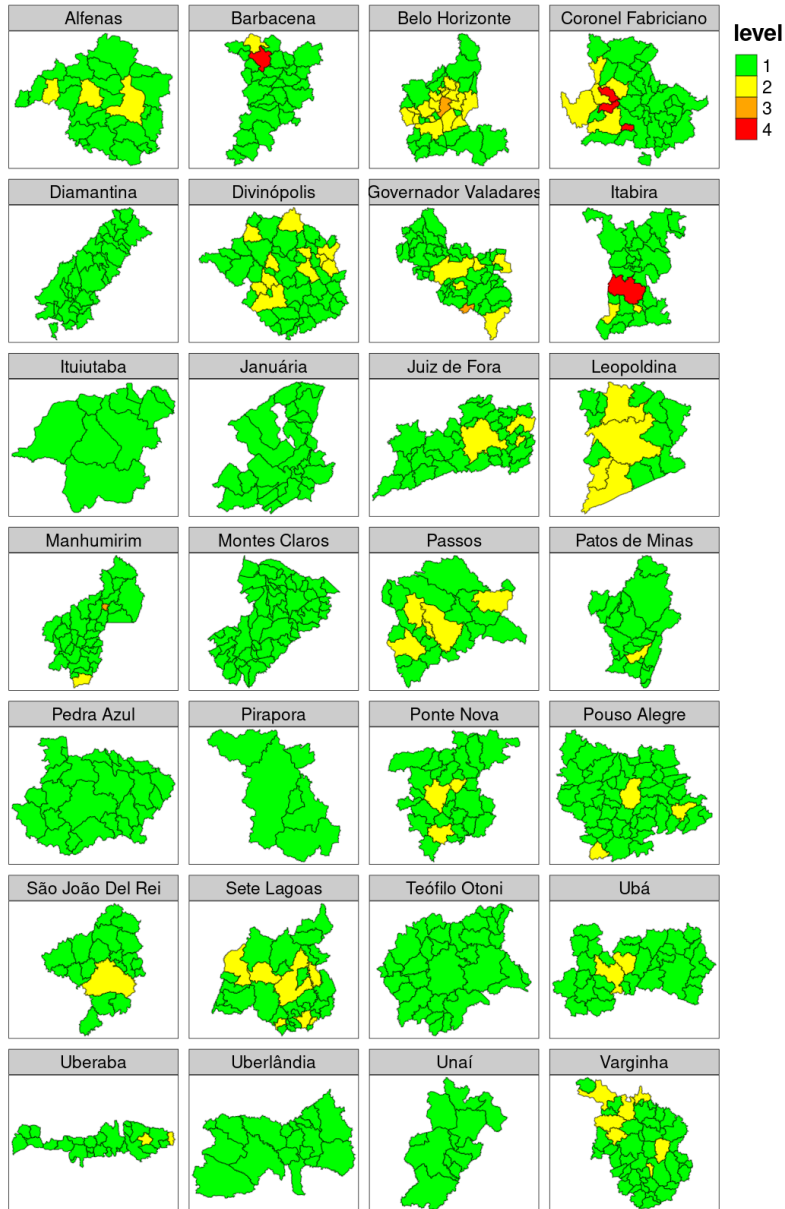 Alfenas
Barbacena
Belo Horizonte
Coronel Fabriciano
level
1
2
3
4
Diamantina
Divinópolis
Governador Valadares
Itabira
Ituiutaba
Januária
Juiz de Fora
Leopoldina
Manhumirim
Montes Claros
Passos
Patos de Minas
Pedra Azul
Pirapora
Ponte Nova
Pouso Alegre
São João Del Rei
Sete Lagoas
Teófilo Otoni
Ubá
Uberaba
Uberlândia
Unaí
Varginha